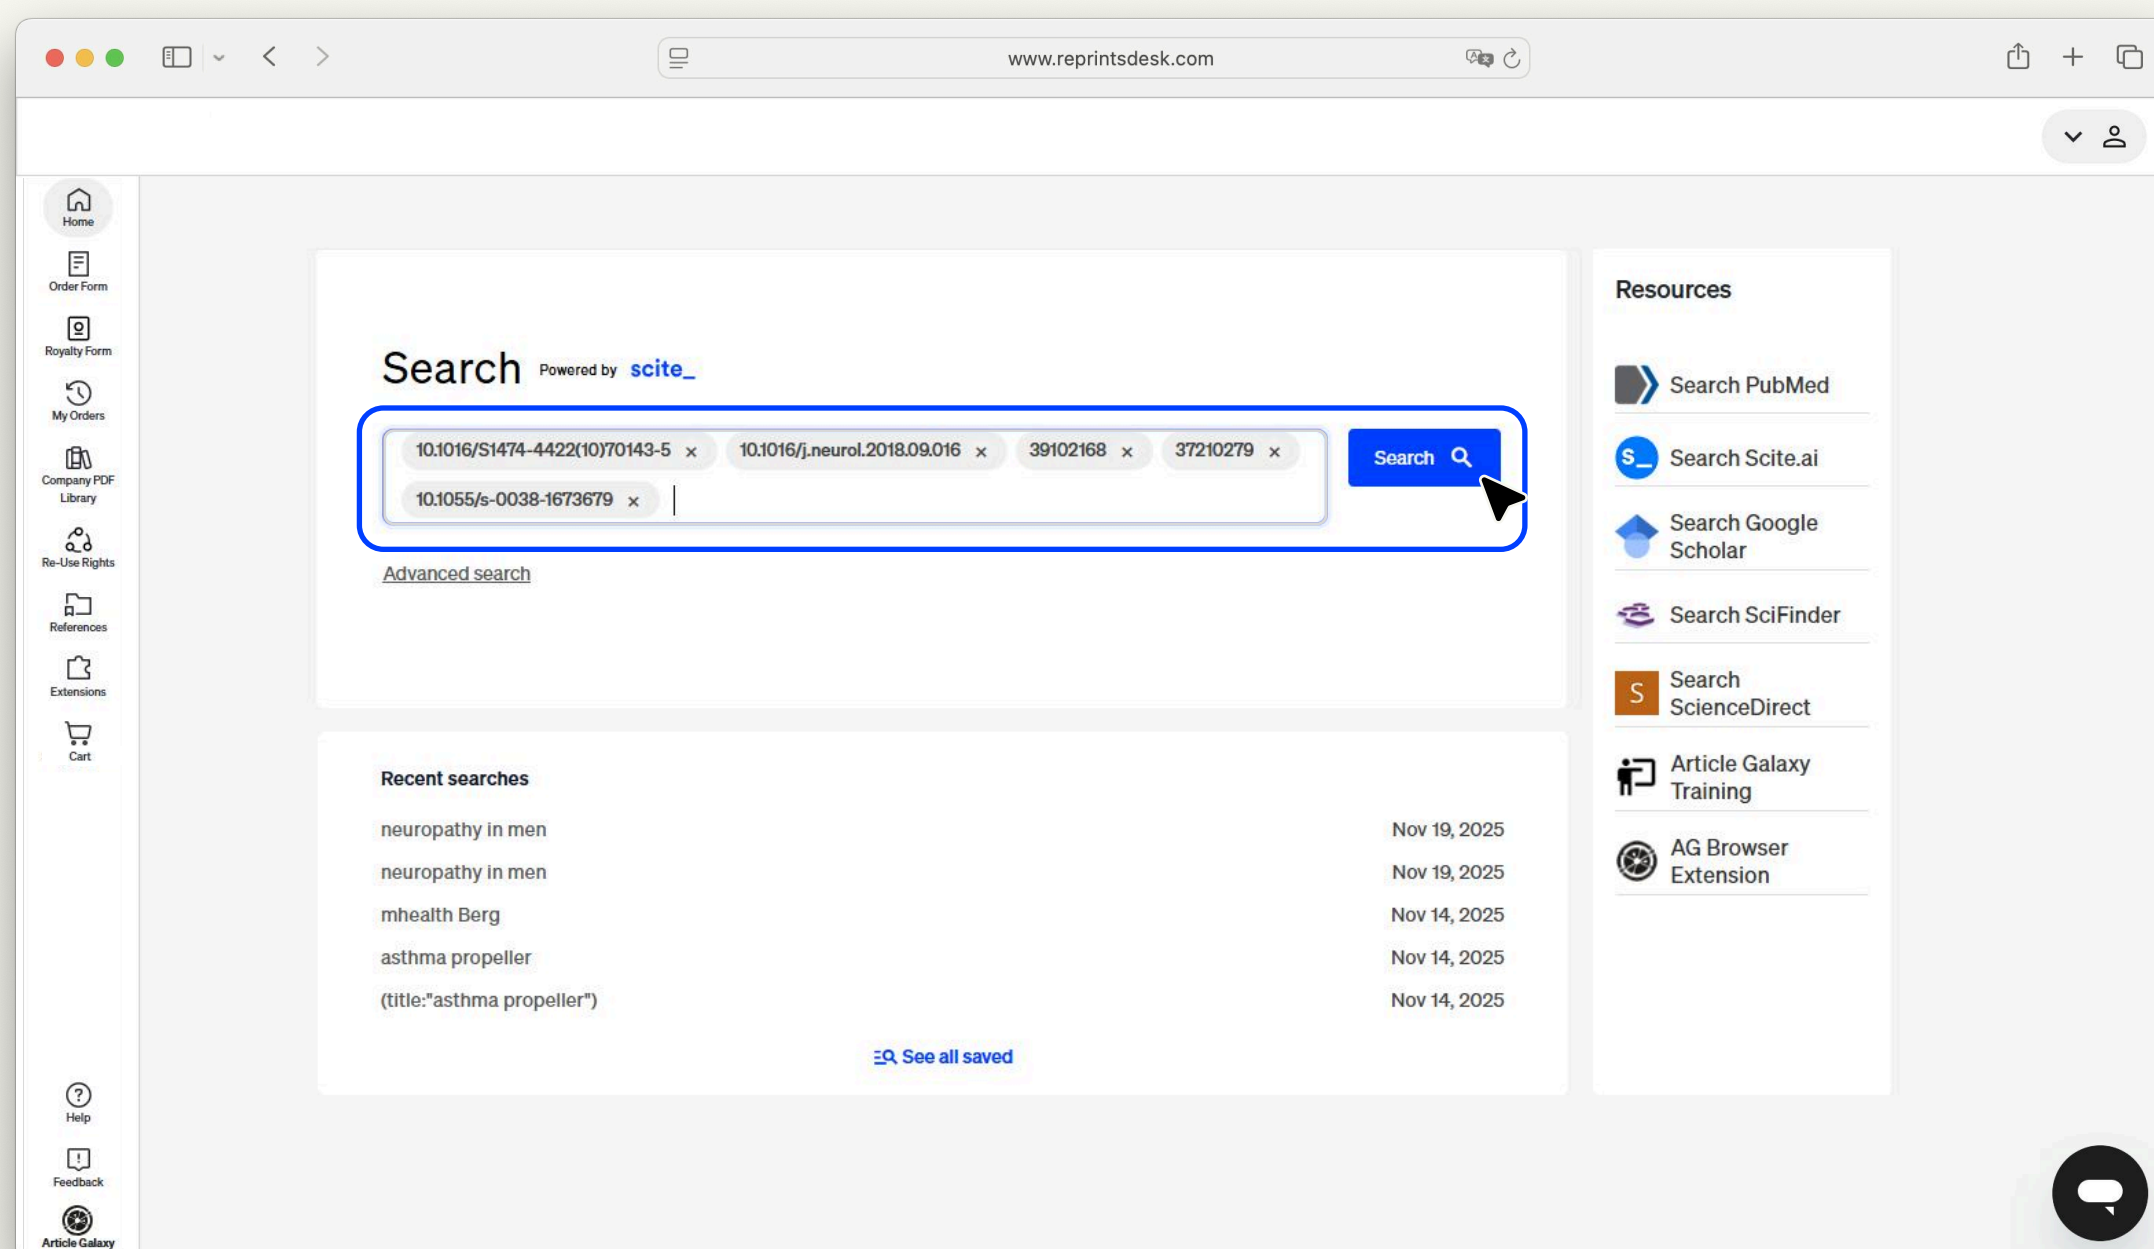 www.reprintsdesk.com
Home
Order Form
Royalty Form
My Orders
Company PDF
Library
Re-Use Rights
References
Extensions
Cart
Help
Feedback
Article Galaxy
Search Powered by scite_
10.1016/S1474-4422(10)70143-5 × 10.1016/j.neurol.2018.09.016 × 39102168 × 37210279 ×
10.1055/s-0038-1673679 ×
Search
Advanced search
Recent searches
neuropathy in men Nov 19, 2025
neuropathy in men Nov 19, 2025
mhealth Berg Nov 14, 2025
asthma propeller Nov 14, 2025
(title:"asthma propeller") Nov 14, 2025
See all saved
Resources
Search PubMed
S_ Search Scite.ai
Search Google
Scholar
Search SciFinder
S Search
ScienceDirect
Article Galaxy
Training
AG Browser
Extension